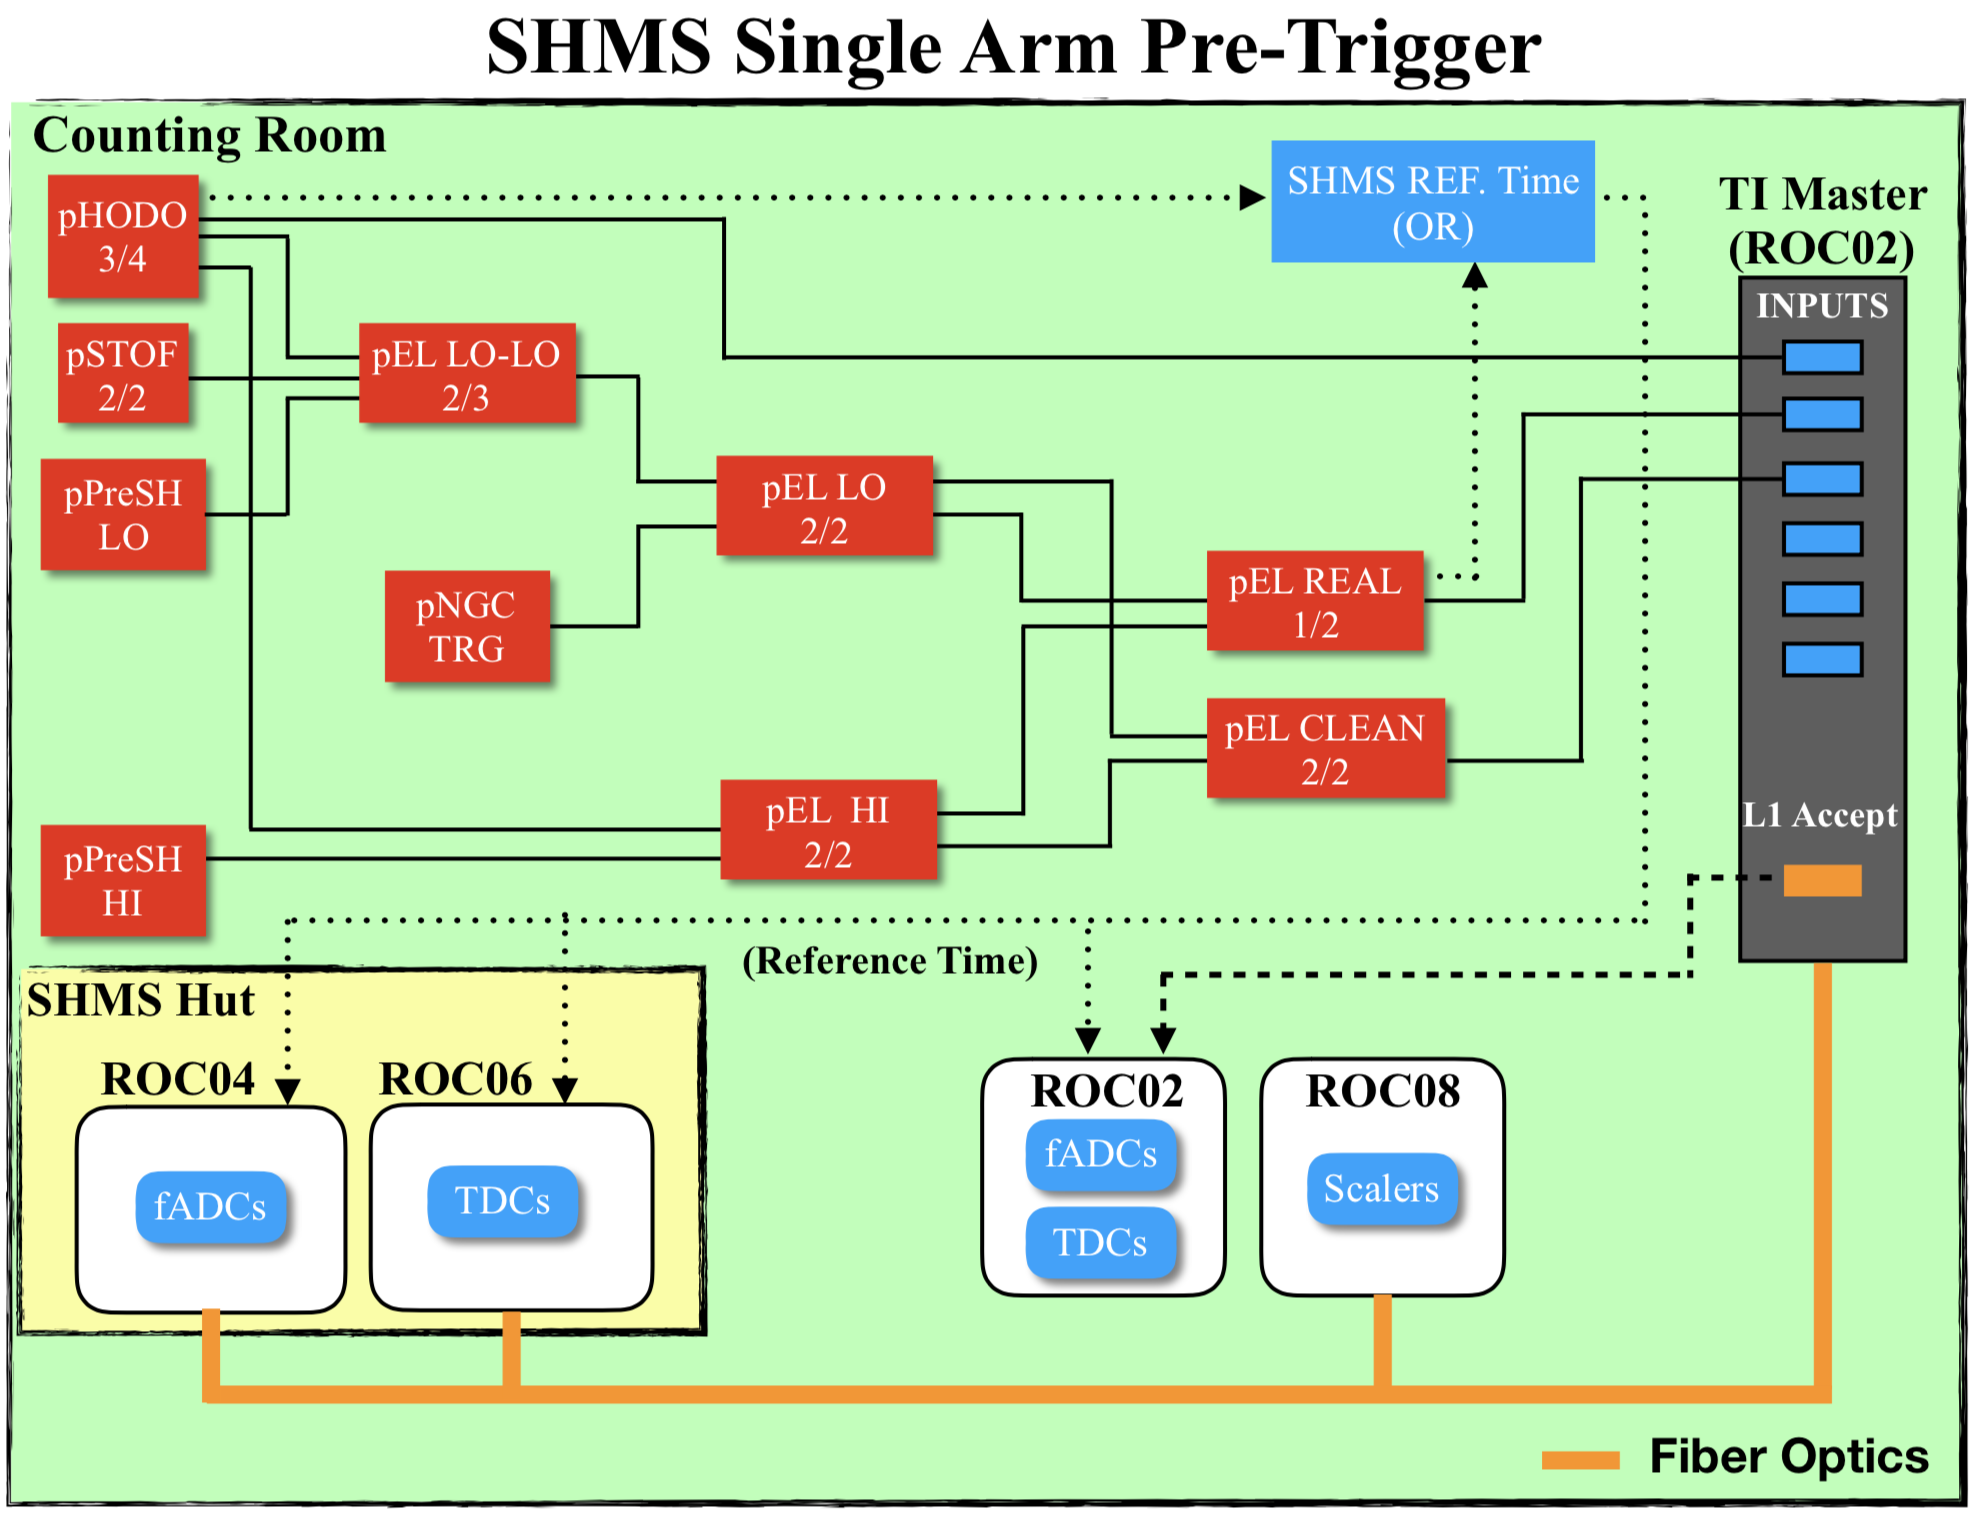 SHMS Single Arm Pre-Trigger
Counting Room
pHODO
3/4
SHMS REF. Time
(OR)
TI Master
(ROC02)
INPUTS
pSTOF
2/2
pEL LO-LO
2/3
pPreSH
LO
pEL LO
2/2
pNGC
TRG
pEL REAL
1/2
pEL CLEAN
2/2
pEL HI
2/2
L1 Accept
pPreSH
HI
(Reference Time)
SHMS Hut
ROC04
fADCs
ROC06
TDCs
ROC02
fADCs
TDCs
ROC08
Scalers
Fiber Optics